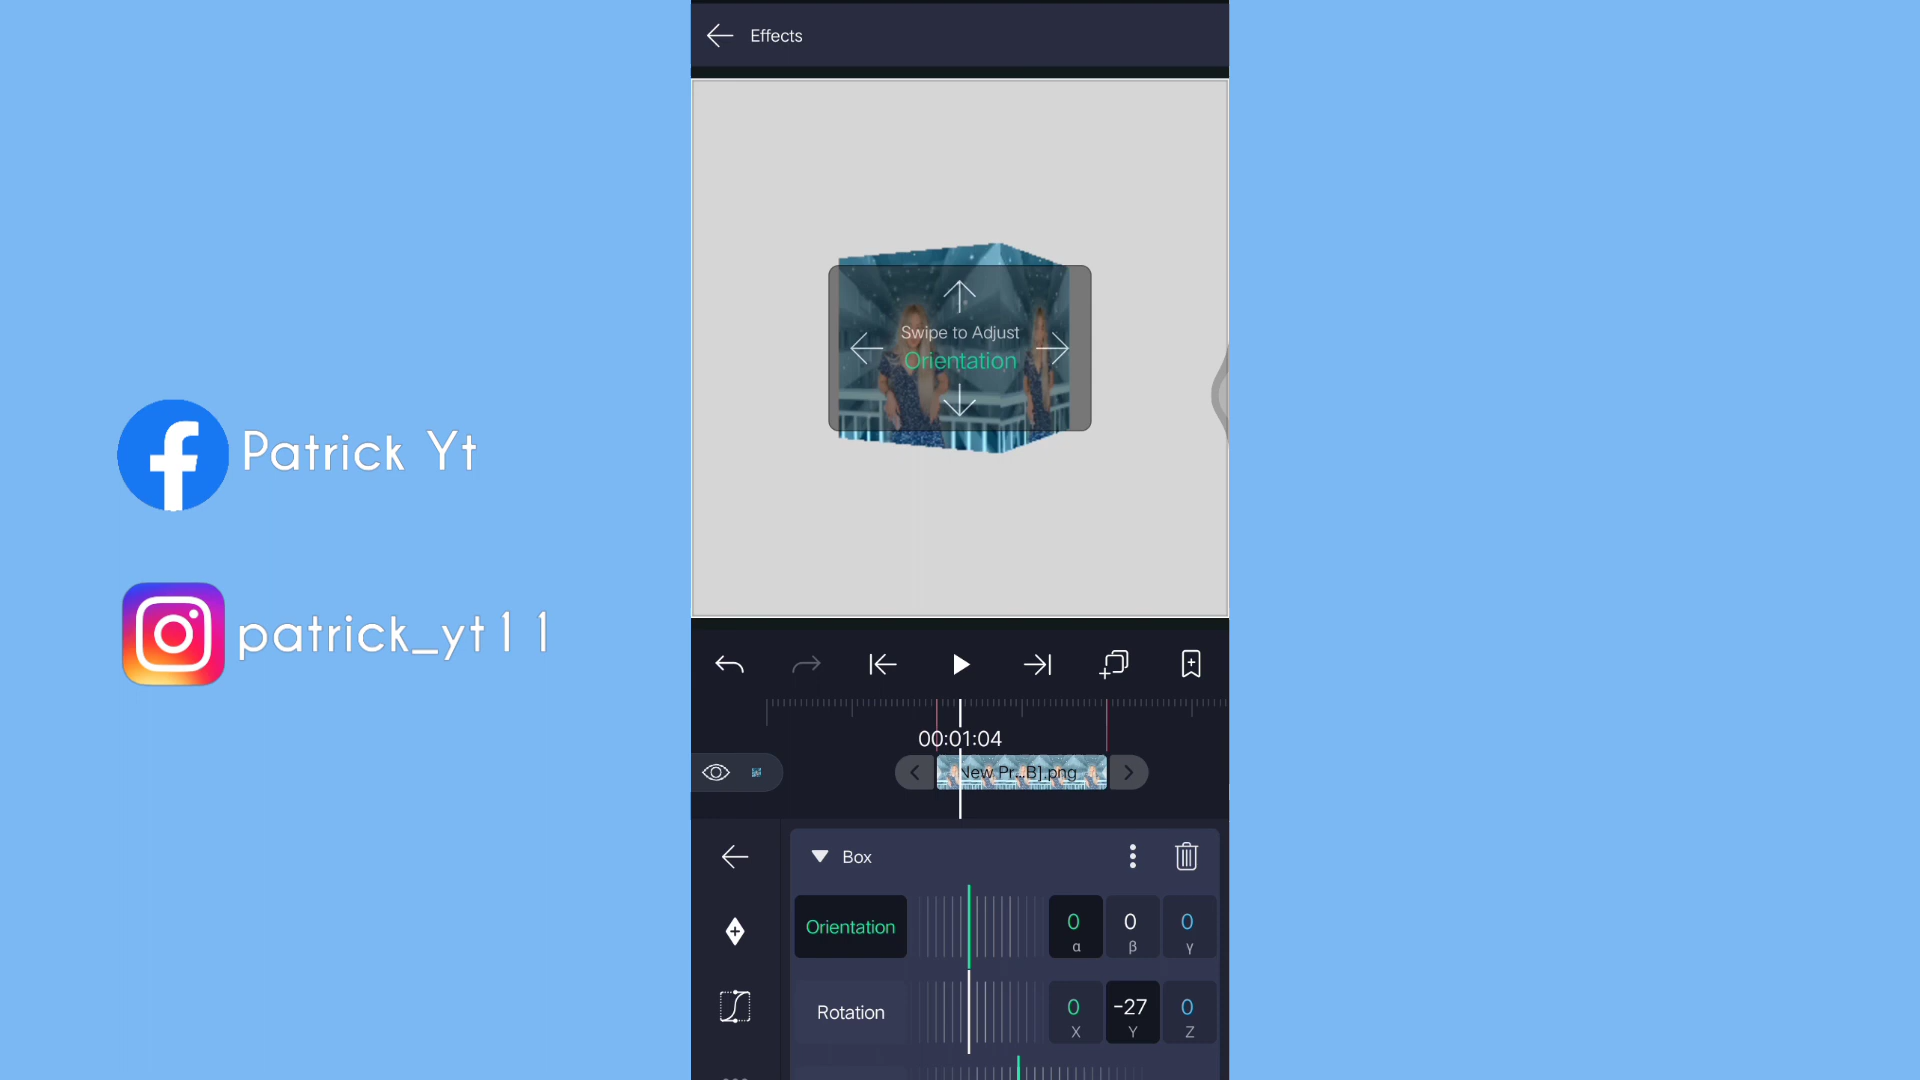 Effects
Swipe to Adjust
Orientation
Patrick Yt
patrick_yt11
00:01:04
New Pr...B].png
Box
Orientation
0 0 0
α β γ
Rotation
0 -27 0
X Y Z